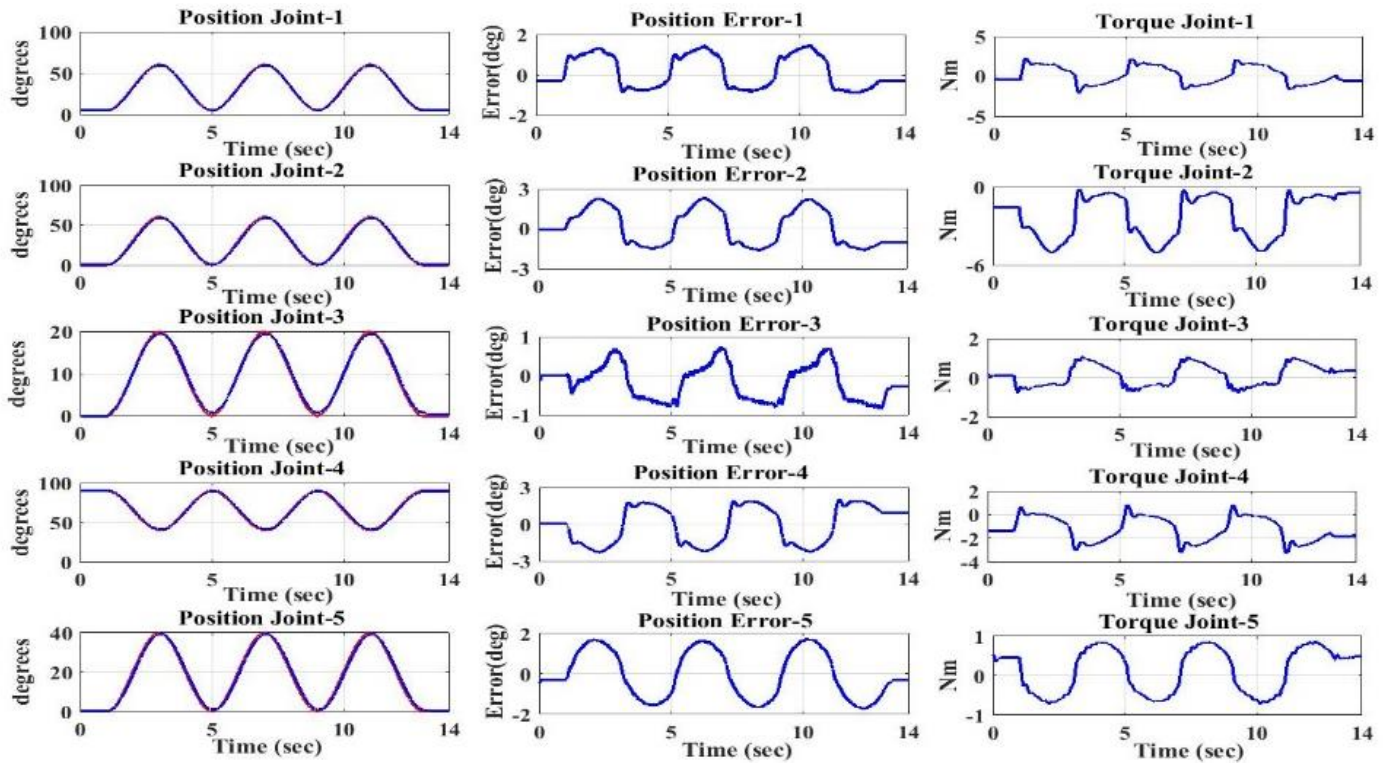 Position Joint-1
100
50
0
degrees
0 5 10 14
Time (sec)
Position Error-1
2
0
-2
Error(deg)
0 5 10 14
Time (sec)
Torque Joint-1
5
0
-5
Nm
0 5 10 14
Time (sec)
Position Joint-2
100
50
0
degrees
0 5 10 14
Time (sec)
Position Error-2
3
0
-3
Error(deg)
0 5 10 14
Time (sec)
Torque Joint-2
0
-6
Nm
0 5 10 14
Time (sec)
Position Joint-3
20
10
0
degrees
0 5 10 14
Time (sec)
Position Error-3
1
0
-1
Error(deg)
0 5 10 14
Time (sec)
Torque Joint-3
2
0
-2
Nm
0 5 10 14
Time (sec)
Position Joint-4
100
50
0
degrees
0 5 10 14
Time (sec)
Position Error-4
3
0
-3
Error(deg)
0 5 10 14
Time (sec)
Torque Joint-4
2
0
-2
-4
Nm
0 5 10 14
Time (sec)
Position Joint-5
40
20
0
degrees
0 5 10 14
Time (sec)
Position Error-5
2
0
-2
Error(deg)
0 5 10 14
Time (sec)
Torque Joint-5
1
0
-1
Nm
0 5 10 14
Time (sec)